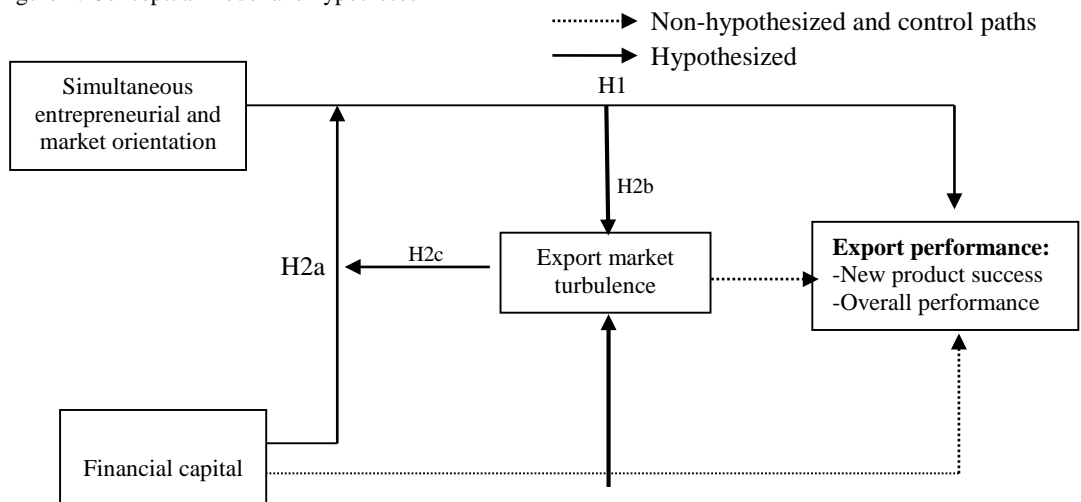 Non-hypothesized and control paths
Hypothesized
Simultaneous
entrepreneurial and
market orientation
H1
H2b
H2a
H2c
Export market
turbulence
Export performance:
-New product success
-Overall performance
Financial capital